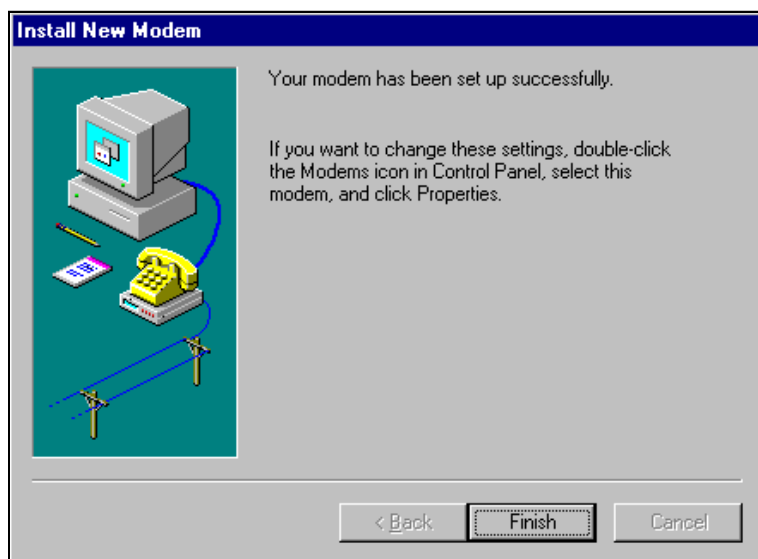 Install New Modem
Your modem has been set up successfully.
If you want to change these settings, double-click
the Modems icon in Control Panel, select this
modem, and click Properties.
< Back
Finish
Cancel